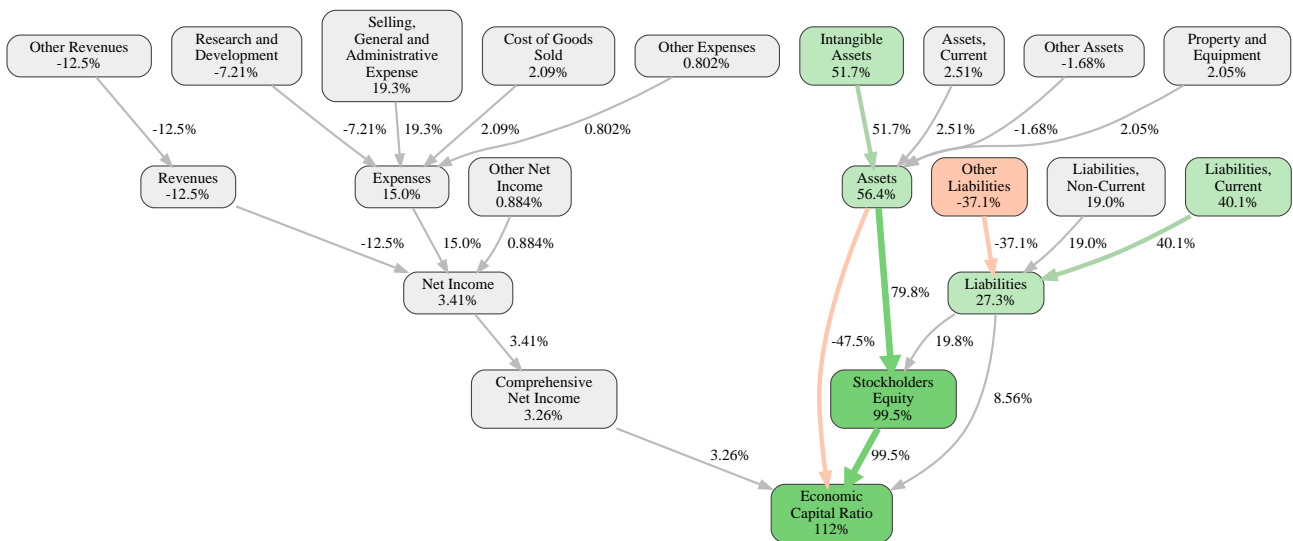 Other Revenues
-12.5%
Research and
Development
-7.21%
Selling,
General and
Administrative
Expense
19.3%
Cost of Goods
Sold
2.09%
Other Expenses
0.802%
Intangible
Assets
51.7%
Assets,
Current
2.51%
Other Assets
-1.68%
Property and
Equipment
2.05%
-12.5%
-7.21%
19.3%
2.09%
0.802%
51.7%
2.51%
-1.68%
2.05%
Revenues
-12.5%
Expenses
15.0%
Other Net
Income
0.884%
Assets
56.4%
Other
Liabilities
-37.1%
Liabilities,
Non-Current
19.0%
Liabilities,
Current
40.1%
-12.5%
15.0%
0.884%
-37.1%
19.0%
40.1%
Net Income
3.41%
79.8%
Liabilities
27.3%
3.41%
-47.5%
19.8%
Comprehensive
Net Income
3.26%
Stockholders
Equity
99.5%
8.56%
3.26%
99.5%
Economic
Capital Ratio
112%